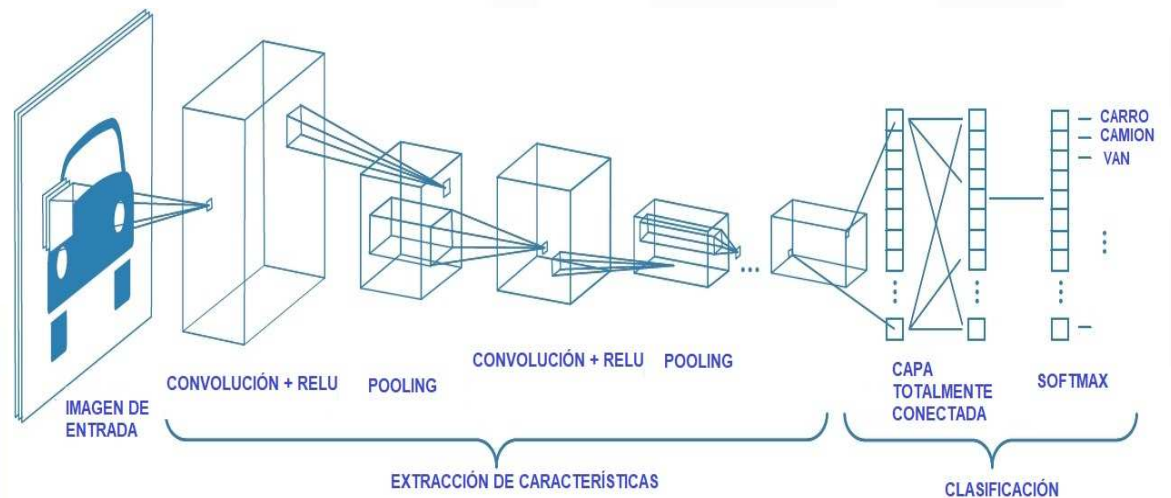 CARRO
CAMION
VAN
CONVOLUCIÓN + RELU
POOLING
CONVOLUCIÓN + RELU
POOLING
CAPA
TOTALMENTE
CONECTADA
SOFTMAX
IMAGEN DE
ENTRADA
EXTRACCIÓN DE CARACTERÍSTICAS
CLASIFICACIÓN